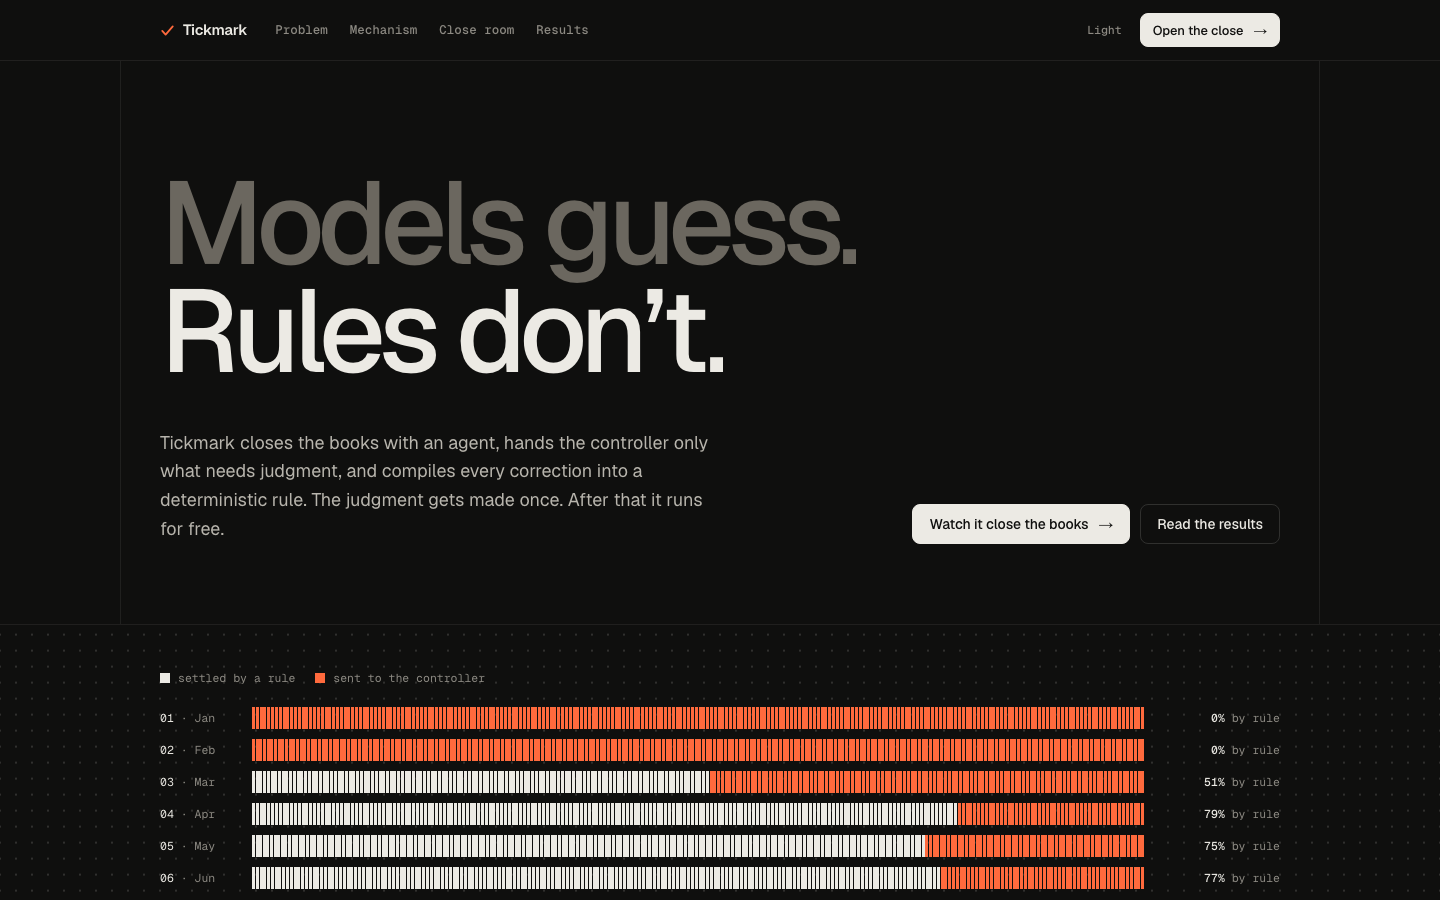 Tickmark Problem Mechanism Close room Results Light Open the close →
Models guess.
Rules don’t.
Tickmark closes the books with an agent, hands the controller only
what needs judgment, and compiles every correction into a
deterministic rule. The judgment gets made once. After that it runs
for free.
Watch it close the books → Read the results
settled by a rule sent to the controller
01 · Jan 0% by rule
02 · Feb 0% by rule
03 · Mar 51% by rule
04 · Apr 79% by rule
05 · May 75% by rule
06 · Jun 77% by rule